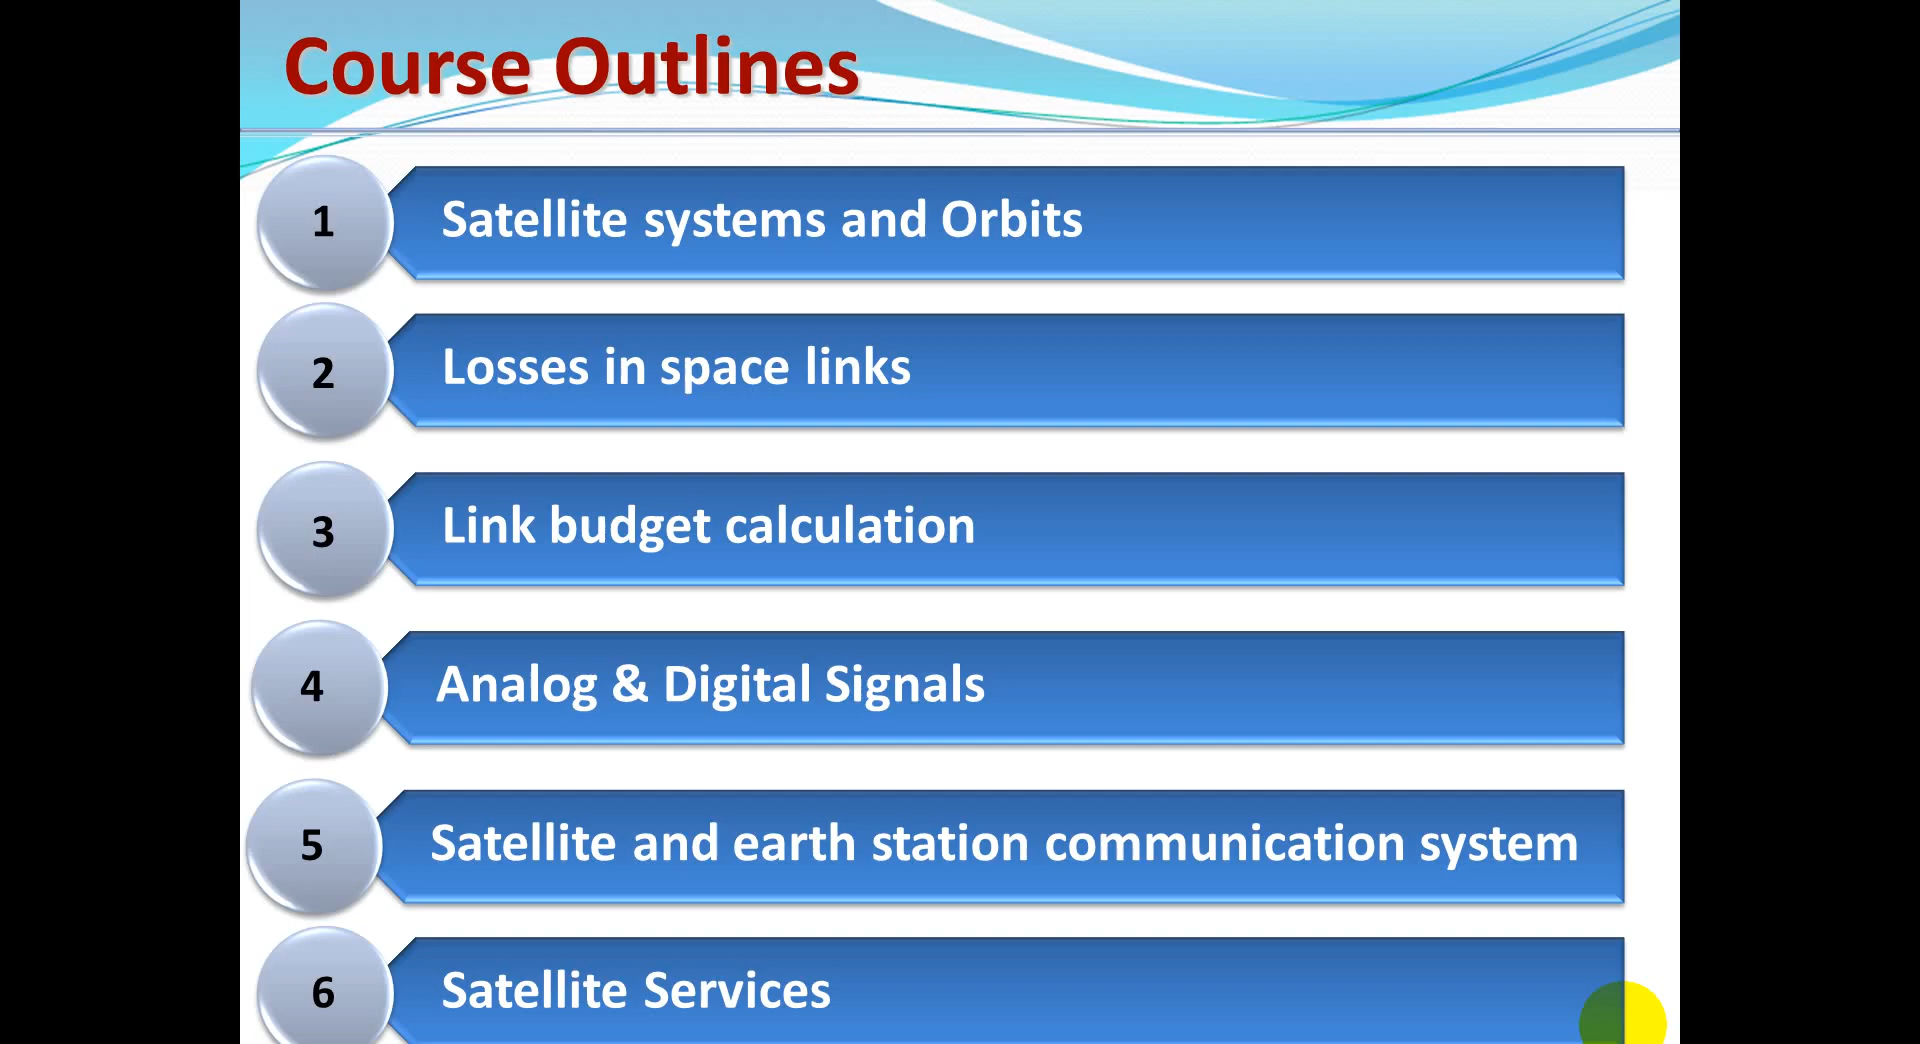 Course Outlines
1 Satellite systems and Orbits
2 Losses in space links
3 Link budget calculation
4 Analog & Digital Signals
5 Satellite and earth station communication system
6 Satellite Services